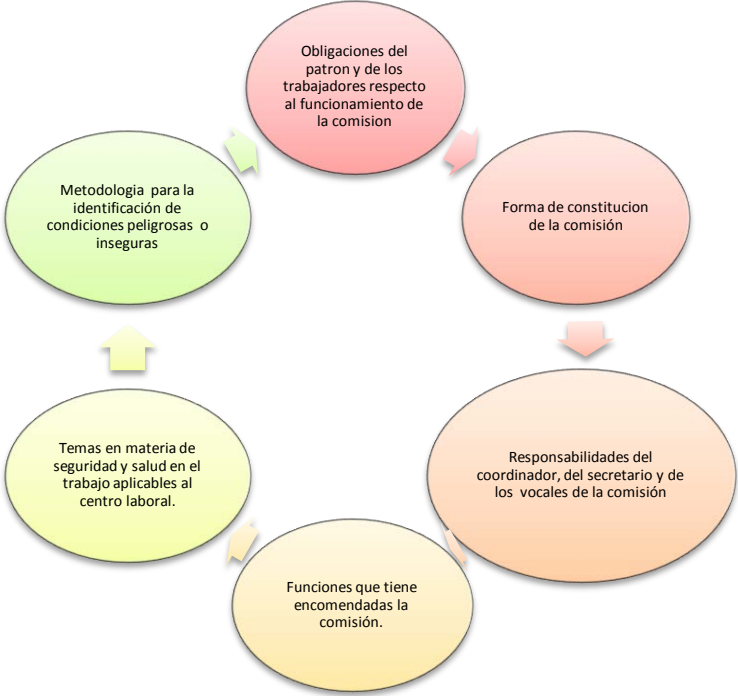 Obligaciones del
patron y de los
trabajadores respecto
al funcionamiento de
la comision
Forma de constitucion
de la comisión
Responsabilidades del
coordinador, del secretario y de
los vocales de la comisión
Funciones que tiene
encomendadas la
comisión.
Temas en materia de
seguridad y salud en el
trabajo aplicables al
centro laboral.
Metodologia para la
identificación de
condiciones peligrosas o
inseguras